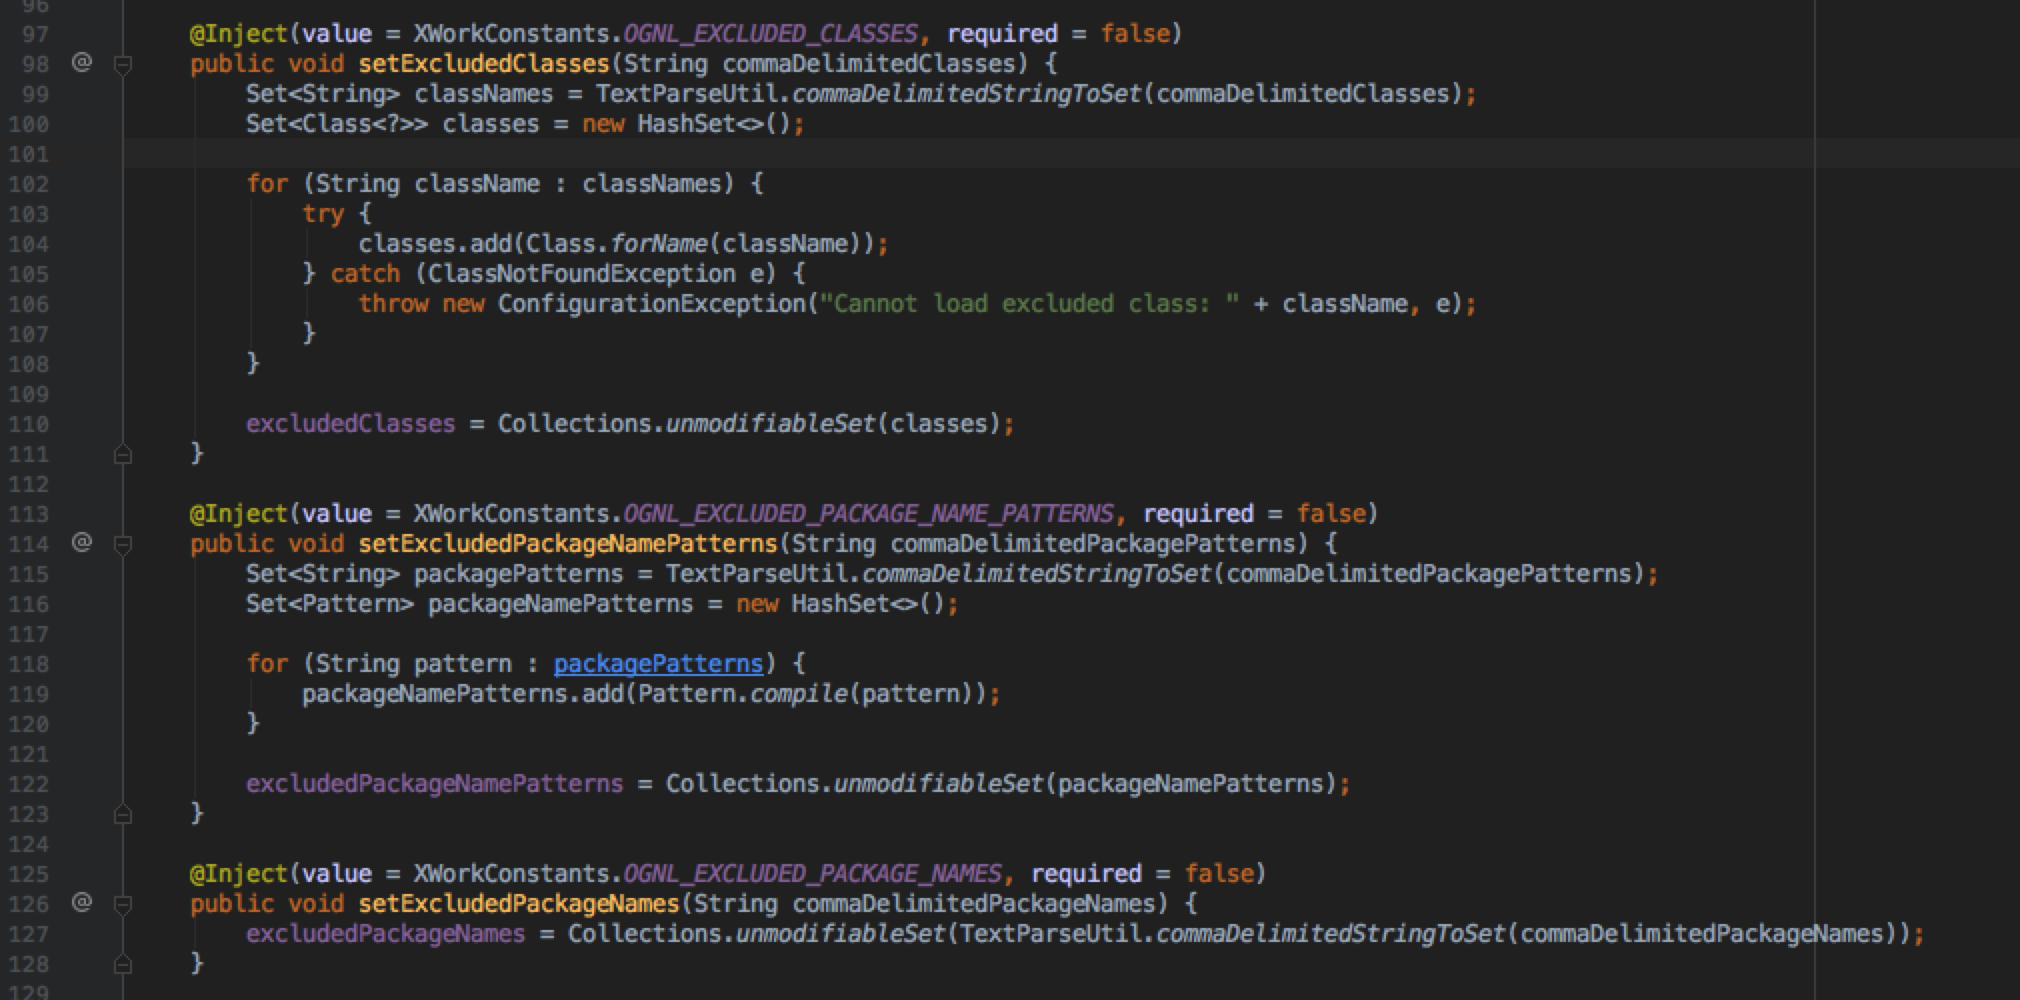 96
97 @Inject(value = XWorkConstants.OGNL_EXCLUDED_CLASSES, required = false)
98 @ public void setExcludedClasses(String commaDelimitedClasses) {
99 Set<String> classNames = TextParseUtil.commaDelimitedStringToSet(commaDelimitedClasses);
100 Set<Class<?>> classes = new HashSet<>();
101
102 for (String className : classNames) {
103 try {
104 classes.add(Class.forName(className));
105 } catch (ClassNotFoundException e) {
106 throw new ConfigurationException("Cannot load excluded class: " + className, e);
107 }
108 }
109
110 excludedClasses = Collections.unmodifiableSet(classes);
111 }
112
113 @Inject(value = XWorkConstants.OGNL_EXCLUDED_PACKAGE_NAME_PATTERNS, required = false)
114 @ public void setExcludedPackageNamePatterns(String commaDelimitedPackagePatterns) {
115 Set<String> packagePatterns = TextParseUtil.commaDelimitedStringToSet(commaDelimitedPackagePatterns);
116 Set<Pattern> packageNamePatterns = new HashSet<>();
117
118 for (String pattern : packagePatterns) {
119 packageNamePatterns.add(Pattern.compile(pattern));
120 }
121
122 excludedPackageNamePatterns = Collections.unmodifiableSet(packageNamePatterns);
123 }
124
125 @Inject(value = XWorkConstants.OGNL_EXCLUDED_PACKAGE_NAMES, required = false)
126 @ public void setExcludedPackageNames(String commaDelimitedPackageNames) {
127 excludedPackageNames = Collections.unmodifiableSet(TextParseUtil.commaDelimitedStringToSet(commaDelimitedPackageNames));
128 }
129